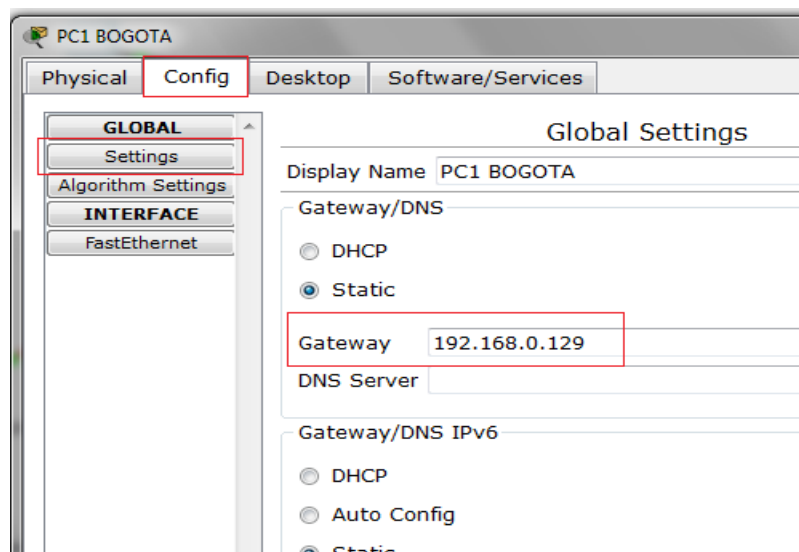 PC1 BOGOTA
Physical Config Desktop Software/Services
GLOBAL
Settings
Algorithm Settings
INTERFACE
FastEthernet
Global Settings
Display Name PC1 BOGOTA
Gateway/DNS
DHCP
Static
Gateway 192.168.0.129
DNS Server
Gateway/DNS IPv6
DHCP
Auto Config
Static